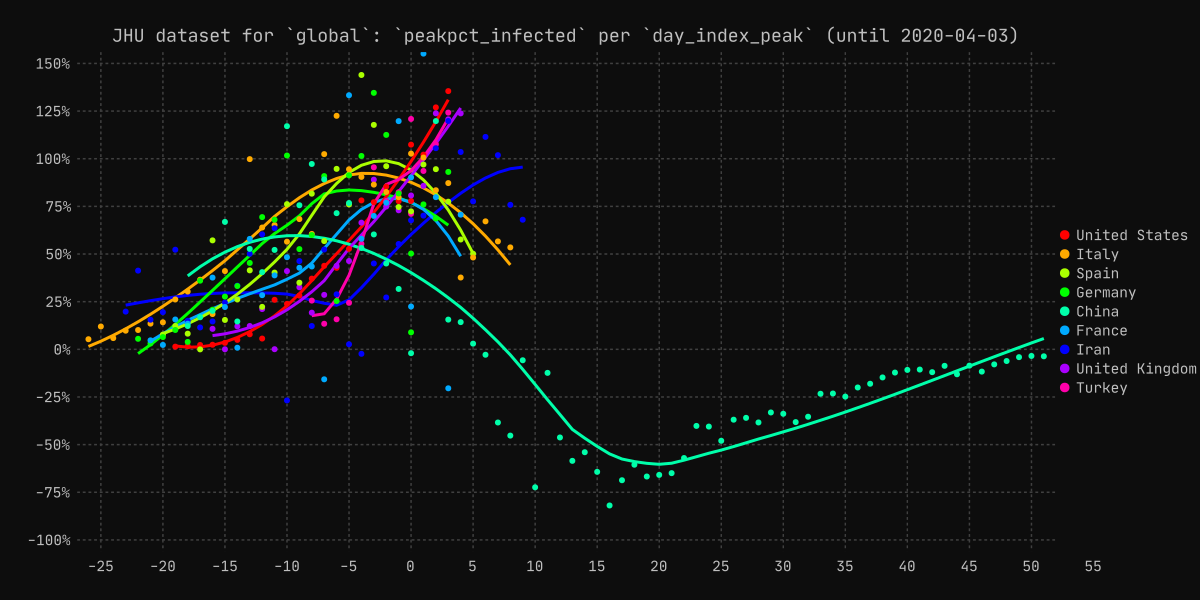 JHU dataset for `global`: `peakpct_infected` per `day_index_peak` (until 2020-04-03)
150%
125%
100%
75%
50%
25%
0%
-25%
-50%
-75%
-100%
-25 -20 -15 -10 -5 0 5 10 15 20 25 30 35 40 45 50 55
United States
Italy
Spain
Germany
China
France
Iran
United Kingdom
Turkey